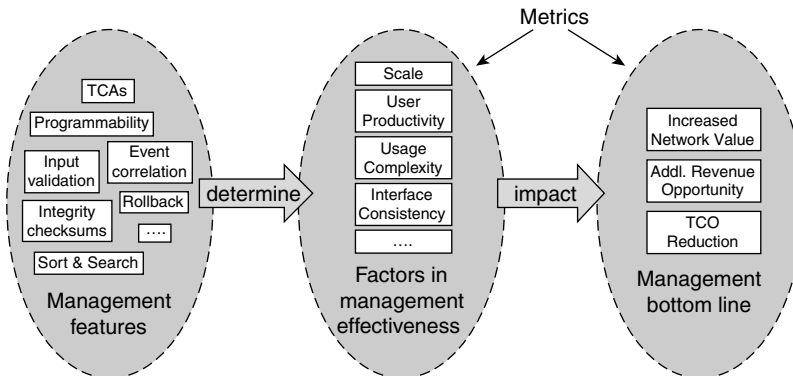 Metrics
TCAs
Programmability
Input
validation
Event
correlation
Integrity
checksums
Rollback
....
Sort & Search
Management
features
determine
Scale
User
Productivity
Usage
Complexity
Interface
Consistency
....
Factors in
management
effectiveness
impact
Increased
Network Value
Addl. Revenue
Opportunity
TCO
Reduction
Management
bottom line